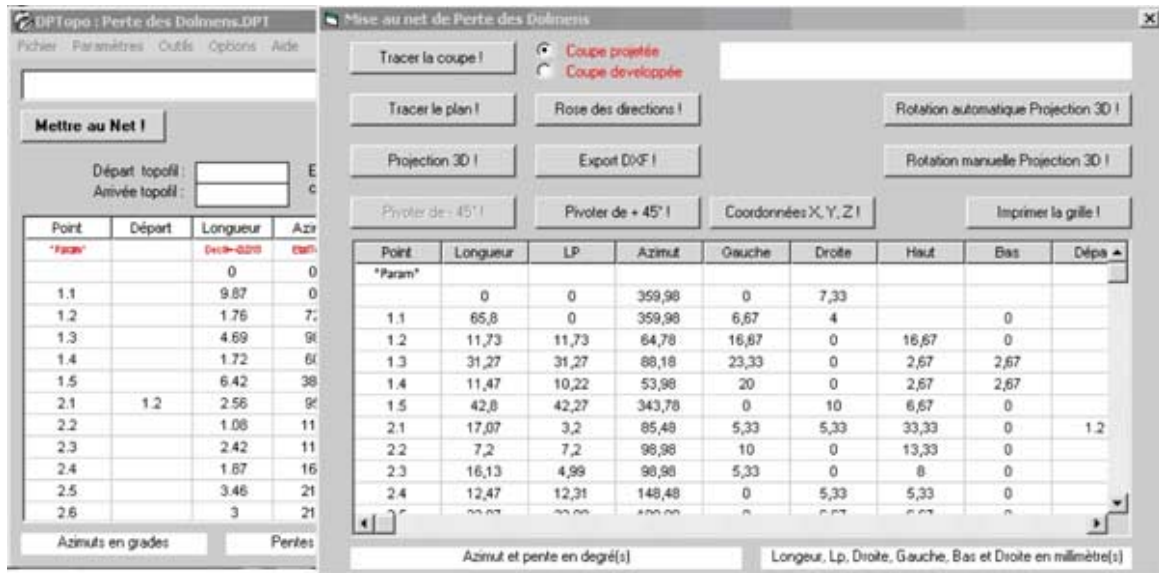 DPTopo : Perte des Dolmens.DPT
Fichier Paramètres Outils Options Aide
Mettre au Net !
Départ topofil :
Arrivée topofil :
Point Départ Longueur
*Param*
0 0
1.1 9.87 0
1.2 1.76
1.3 4.69
1.4 1.72
1.5 6.42
2.1 1.2 2.56
2.2 1.08
2.3 2.42
2.4 1.87
2.5 3.46
2.6 3
Azimuts en grades Pentes
Mise au net de Perte des Dolmens
Tracer la coupe ! Coupe projetée
Coupe developpée
Tracer le plan ! Rose des directions ! Rotation automatique Projection 3D !
Projection 3D ! Export DXF ! Rotation manuelle Projection 3D !
Pivoter de - 45° ! Pivoter de + 45° ! Coordonnées X, Y, Z ! Imprimer la grille !
Point Longueur LP Azimut Gauche Droite Haut Bas Dépa
*Param*
0 0 359,98 0 7,33
1.1 65,8 0 359,98 6,67 4 0
1.2 11,73 11,73 64,78 16,67 0 16,67 0
1.3 31,27 31,27 88,18 23,33 0 2,67 2,67
1.4 11,47 10,22 53,98 20 0 2,67 2,67
1.5 42,8 42,27 343,78 0 10 6,67 0
2.1 17,07 3,2 85,48 5,33 5,33 33,33 0 1.2
2.2 7,2 7,2 98,98 10 0 13,33 0
2.3 16,13 4,99 98,98 5,33 0 8 0
2.4 12,47 12,31 148,48 0 5,33 5,33 0
Azimut et pente en degré(s) Longeur, Lp, Droite, Gauche, Bas et Droite en millimètre(s)